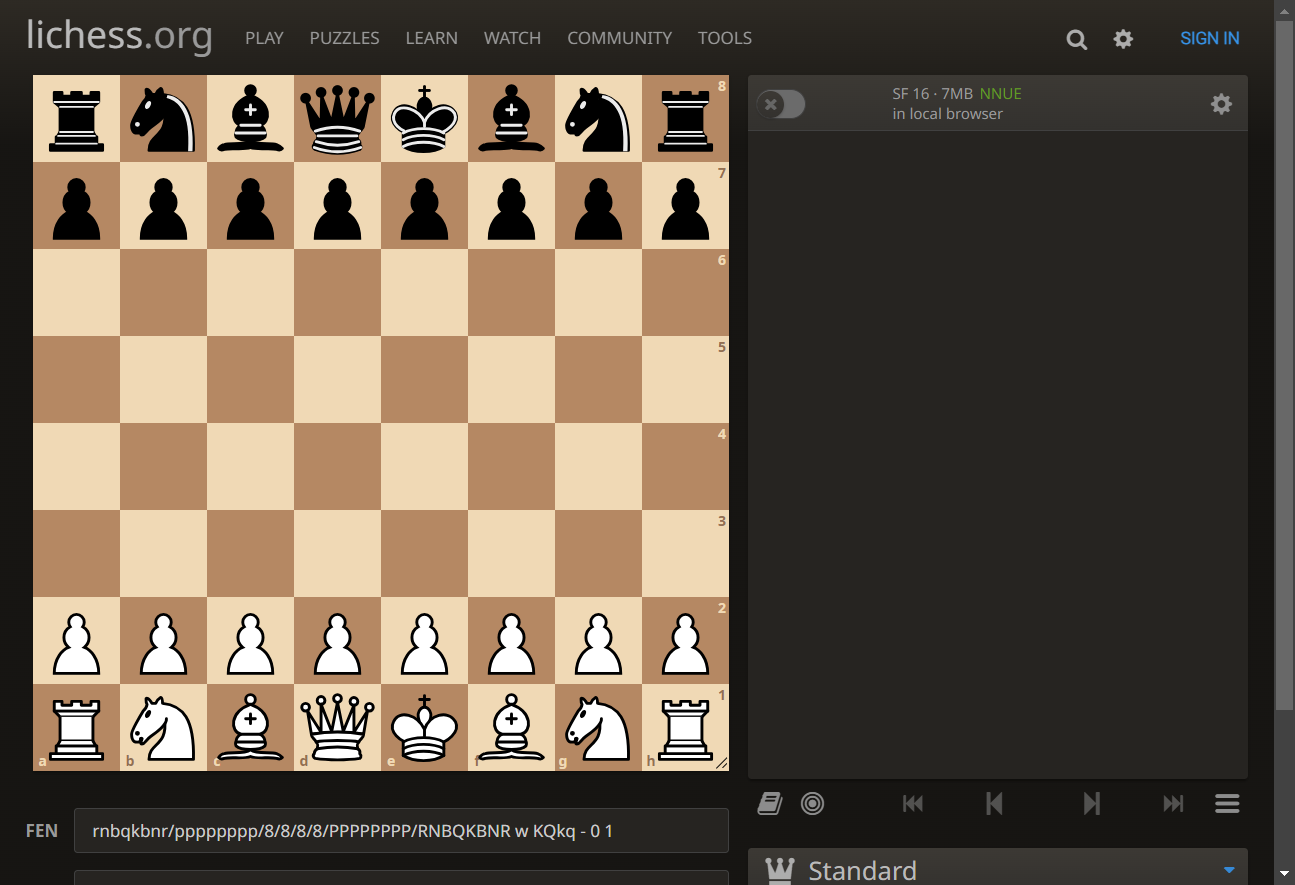 lichess.org
PLAY PUZZLES LEARN WATCH COMMUNITY TOOLS SIGN IN
SF 16 · 7MB NNUE
in local browser
8
7
6
5
4
3
2
1
a b c d e f g h
FEN rnbqkbnr/pppppppp/8/8/8/8/PPPPPPPP/RNBQKBNR w KQkq - 0 1
Standard